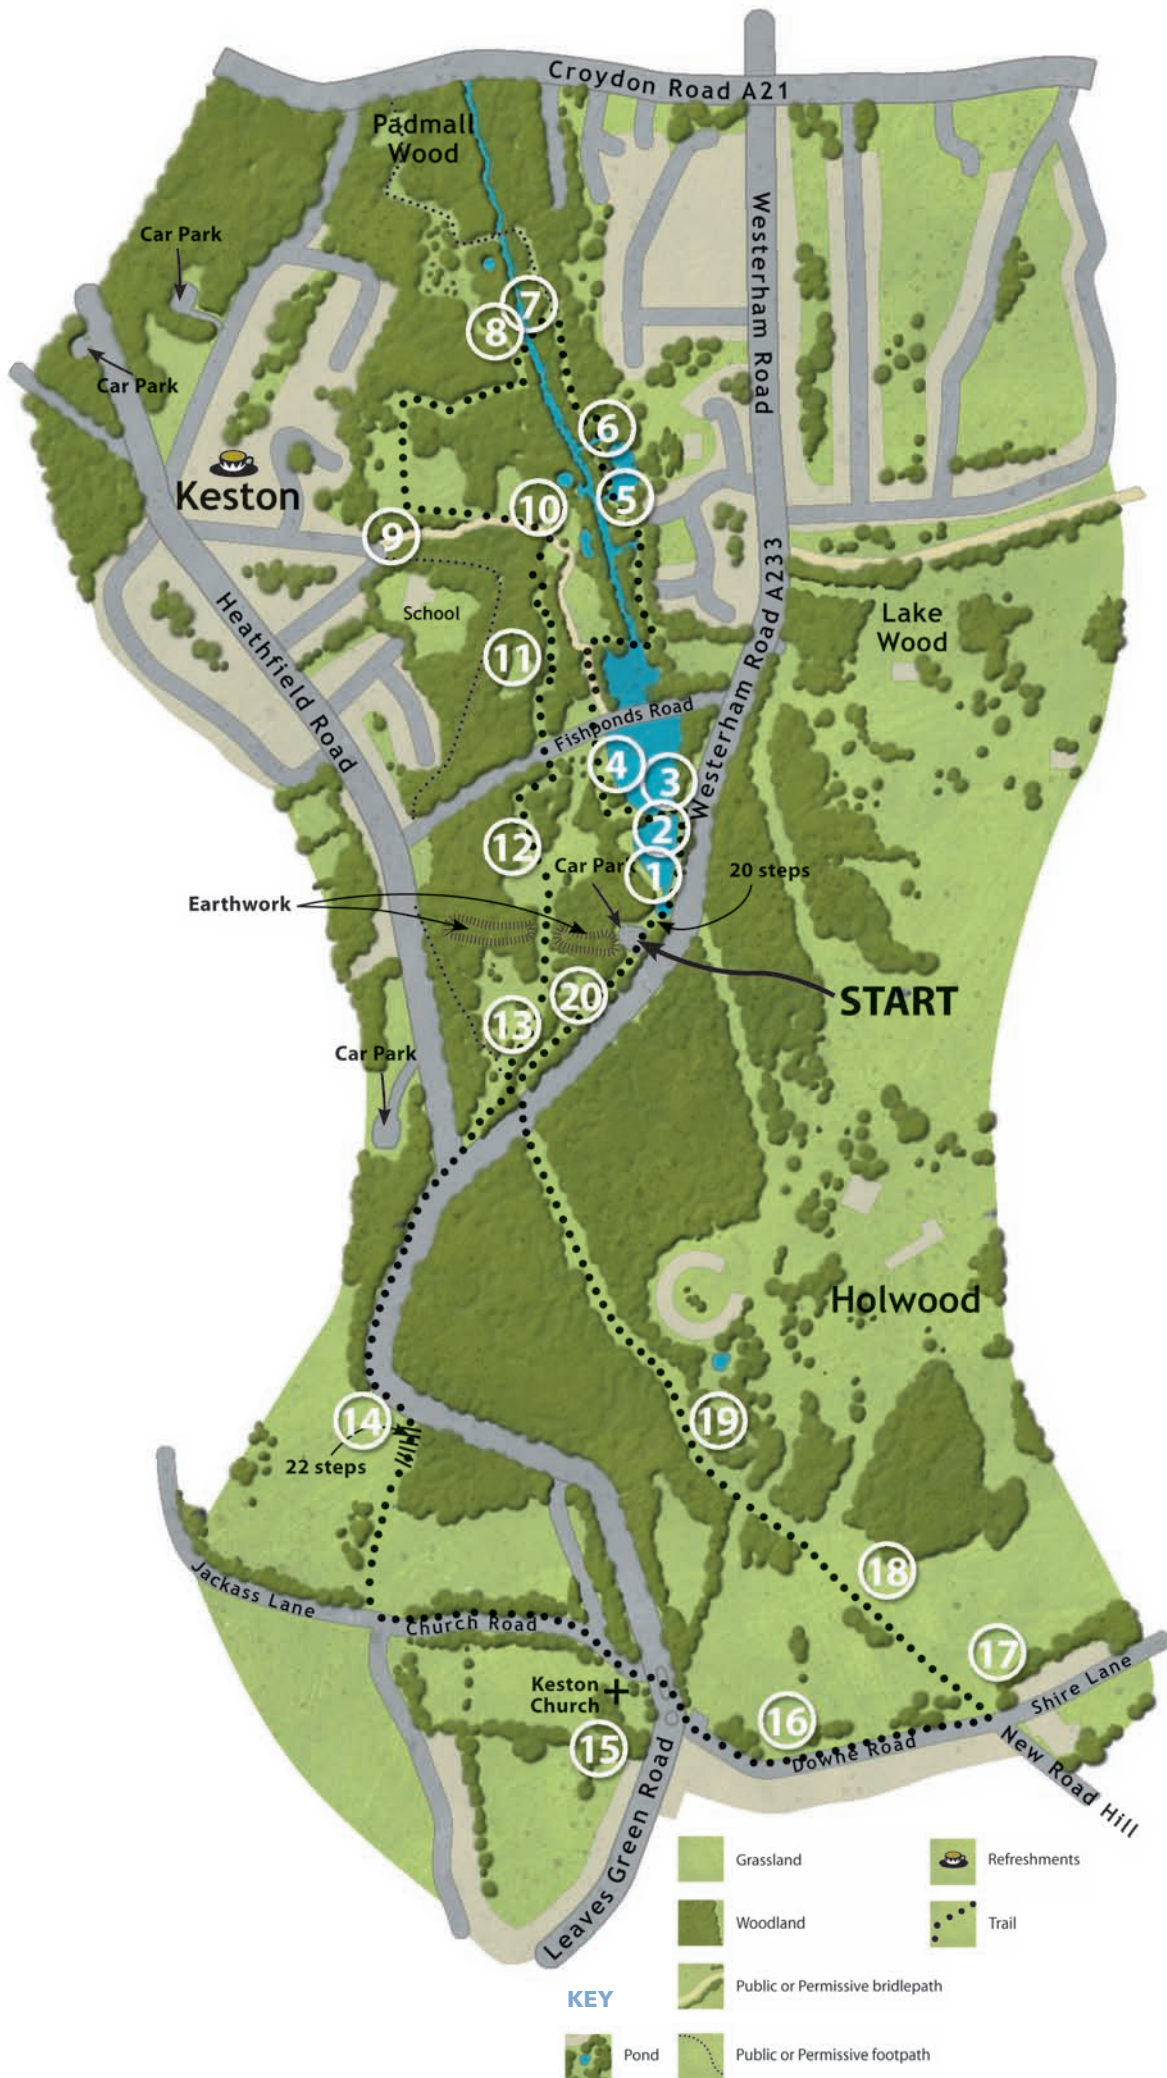 Croydon Road A21
Padmall
Wood
Car Park
Westerham Road
7
8
Car Park
6
Keston
5
10
9
Westerham Road A233
School
Lake
Wood
Heathfield Road
11
Fishponds Road
4
3
2
12
Car Park
1
20 steps
Earthwork
START
20
13
Car Park
Holwood
14
19
22 steps
18
Jackass Lane
Church Road
17
Keston
Church
Shire Lane
16
15
Downe Road
New Road Hill
Leaves Green Road
Grassland
Refreshments
Woodland
Trail
Public or Permissive bridlepath
KEY
Pond
Public or Permissive footpath